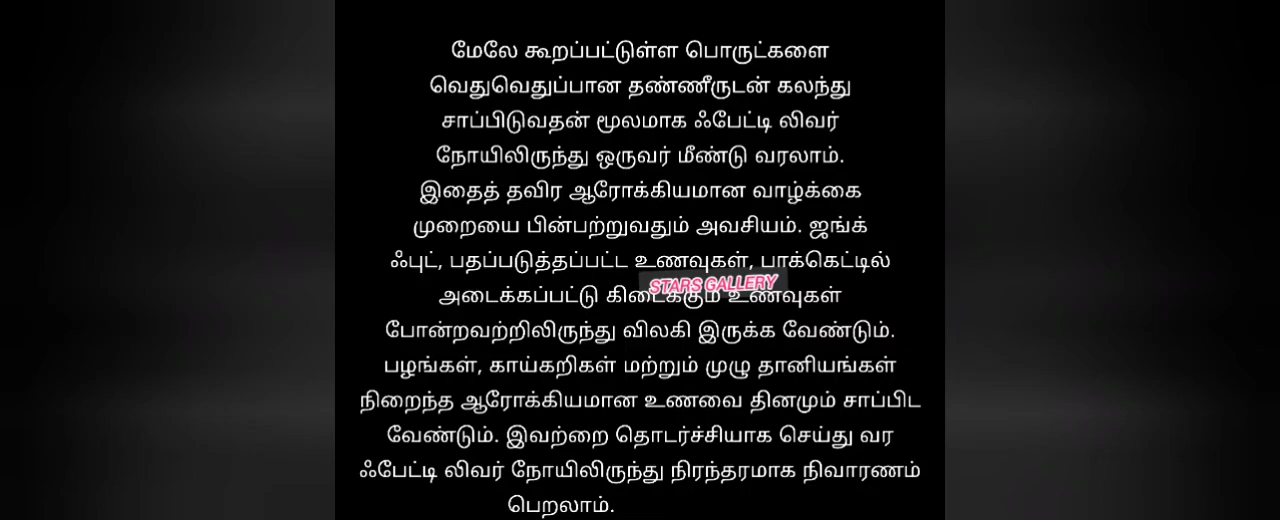 மேலே கூறப்பட்டுள்ள பொருட்களை
வெதுவெதுப்பான தண்ணீருடன் கலந்து
சாப்பிடுவதன் மூலமாக ஃபேட்டி லிவர்
நோயிலிருந்து ஒருவர் மீண்டு வரலாம்.
இதைத் தவிர ஆரோக்கியமான வாழ்க்கை
முறையை பின்பற்றுவதும் அவசியம். ஜங்க்
ஃபுட், பதப்படுத்தப்பட்ட உணவுகள், பாக்கெட்டில்
STARS GALLERY
அடைக்கப்பட்டு கிடைக்கும் உணவுகள்
போன்றவற்றிலிருந்து விலகி இருக்க வேண்டும்.
பழங்கள், காய்கறிகள் மற்றும் முழு தானியங்கள்
நிறைந்த ஆரோக்கியமான உணவை தினமும் சாப்பிட
வேண்டும். இவற்றை தொடர்ச்சியாக செய்து வர
ஃபேட்டி லிவர் நோயிலிருந்து நிரந்தரமாக நிவாரணம்
பெறலாம்.